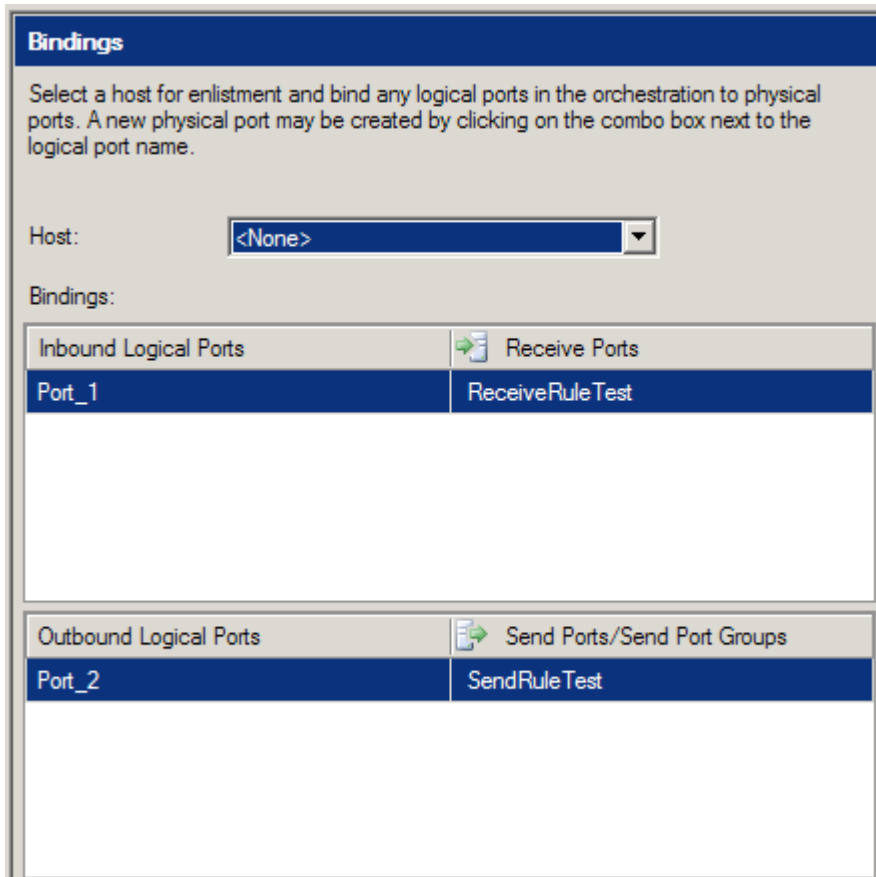 Bindings
Select a host for enlistment and bind any logical ports in the orchestration to physical
ports. A new physical port may be created by clicking on the combo box next to the
logical port name.
Host: <None>
Bindings:
Inbound Logical Ports Receive Ports
Port_1 ReceiveRuleTest
Outbound Logical Ports Send Ports/Send Port Groups
Port_2 SendRuleTest